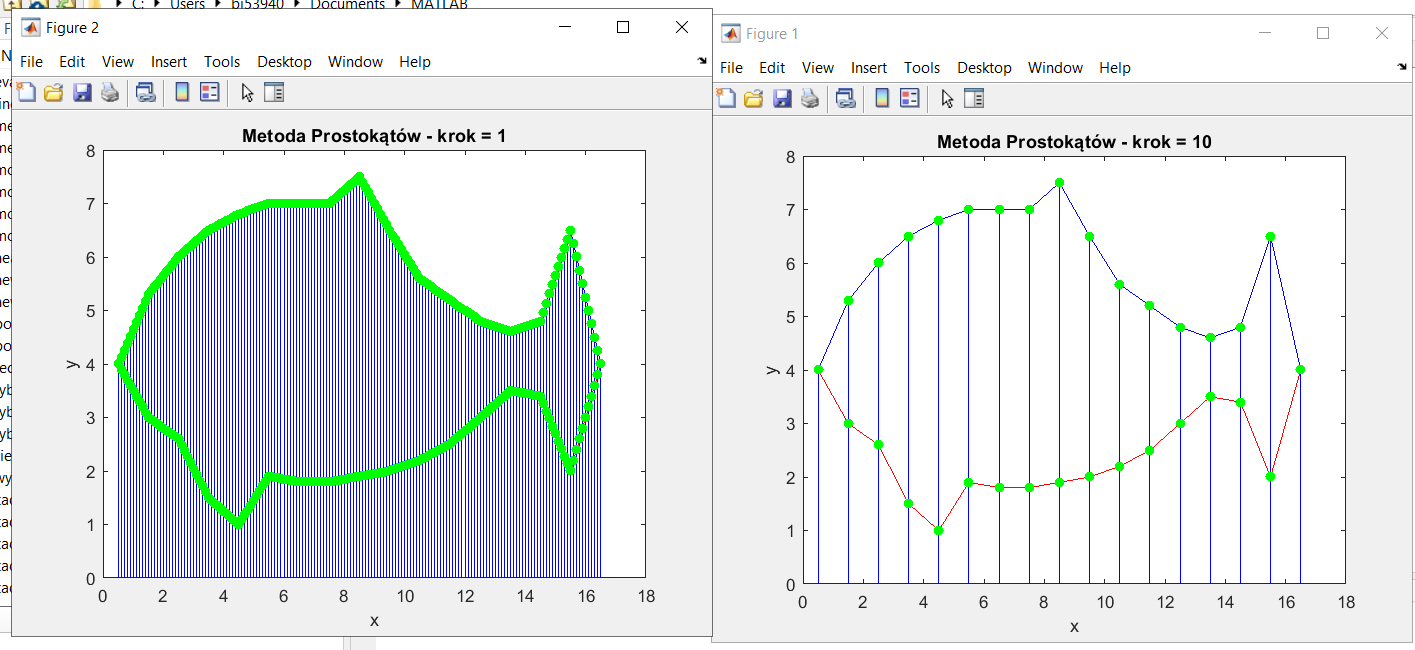 C: Users bi53940 Documents MATLAB
Figure 2
File Edit View Insert Tools Desktop Window Help
Metoda Prostokątów - krok = 1
8
7
6
5
4
3
2
1
0
y
0 2 4 6 8 10 12 14 16 18
x
Figure 1
File Edit View Insert Tools Desktop Window Help
Metoda Prostokątów - krok = 10
8
7
6
5
4
3
2
1
0
y
0 2 4 6 8 10 12 14 16 18
x